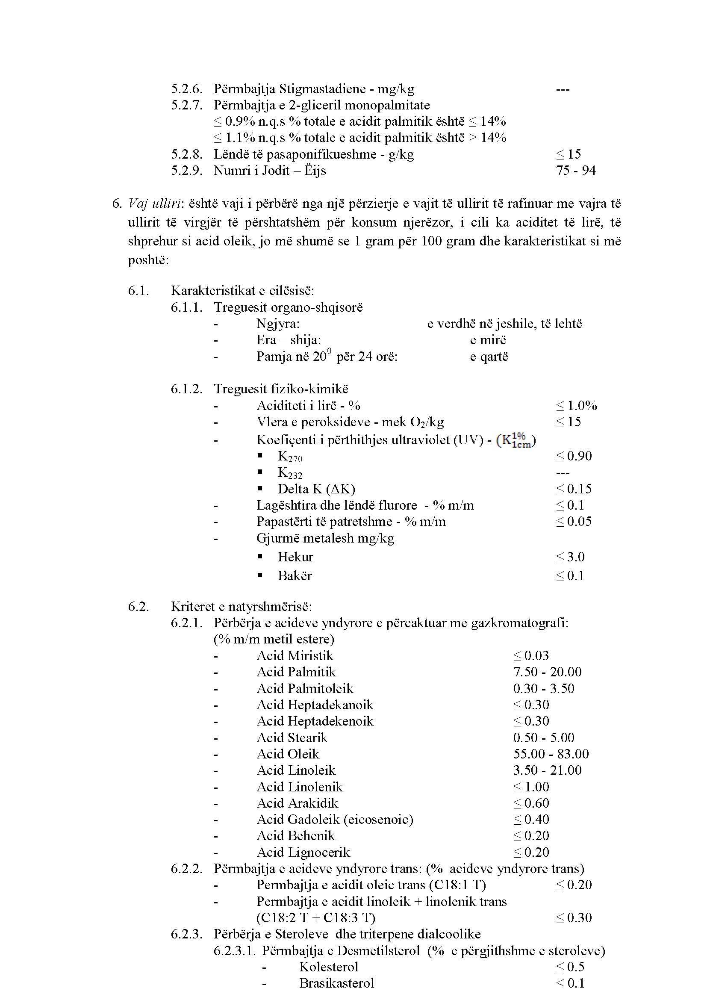 5.2.6. Përmbajtja Stigmastadiene - mg/kg ---
5.2.7. Përmbajtja e 2-gliceril monopalmitate
≤ 0.9% n.q.s % totale e acidit palmitik është ≤ 14%
≤ 1.1% n.q.s % totale e acidit palmitik është > 14%
5.2.8. Lëndë të pasaponifikueshme - g/kg ≤ 15
5.2.9. Numri i Jodit – Ëijs 75 - 94
6. Vaj ulliri: është vaji i përbërë nga një përzierje e vajit të ullirit të rafinuar me vajra të
ullirit të virgjër të përshtatshëm për konsum njerëzor, i cili ka aciditet të lirë, të
shprehur si acid oleik, jo më shumë se 1 gram për 100 gram dhe karakteristikat si më
poshtë:
6.1. Karakteristikat e cilësisë:
6.1.1. Treguesit organo-shqisorë
- Ngjyra: e verdhë në jeshile, të lehtë
- Era – shija: e mirë
- Pamja në 20⁰ për 24 orë: e qartë
6.1.2. Treguesit fiziko-kimikë
- Aciditeti i lirë - % ≤ 1.0%
- Vlera e peroksideve - mek O₂/kg ≤ 15
- Koefiçenti i përthithjes ultraviolet (UV) - (K 1% 1cm)
▪ K₂₇₀ ≤ 0.90
▪ K₂₃₂ ---
▪ Delta K (ΔK) ≤ 0.15
- Lagështira dhe lëndë flurore - % m/m ≤ 0.1
- Papastërti të patretshme - % m/m ≤ 0.05
- Gjurmë metalesh mg/kg
▪ Hekur ≤ 3.0
▪ Bakër ≤ 0.1
6.2. Kriteret e natyrshmërisë:
6.2.1. Përbërja e acideve yndyrore e përcaktuar me gazkromatografi:
(% m/m metil estere)
- Acid Miristik ≤ 0.03
- Acid Palmitik 7.50 - 20.00
- Acid Palmitoleik 0.30 - 3.50
- Acid Heptadekanoik ≤ 0.30
- Acid Heptadekenoik ≤ 0.30
- Acid Stearik 0.50 - 5.00
- Acid Oleik 55.00 - 83.00
- Acid Linoleik 3.50 - 21.00
- Acid Linolenik ≤ 1.00
- Acid Arakidik ≤ 0.60
- Acid Gadoleik (eicosenoic) ≤ 0.40
- Acid Behenik ≤ 0.20
- Acid Lignocerik ≤ 0.20
6.2.2. Përmbajtja e acideve yndyrore trans: (% acideve yndyrore trans)
- Permbajtja e acidit oleic trans (C18:1 T) ≤ 0.20
- Permbajtja e acidit linoleik + linolenik trans
(C18:2 T + C18:3 T) ≤ 0.30
6.2.3. Përbërja e Steroleve dhe triterpene dialcoolike
6.2.3.1. Përmbajtja e Desmetilsterol (% e përgjithshme e steroleve)
- Kolesterol ≤ 0.5
- Brasikasterol < 0.1